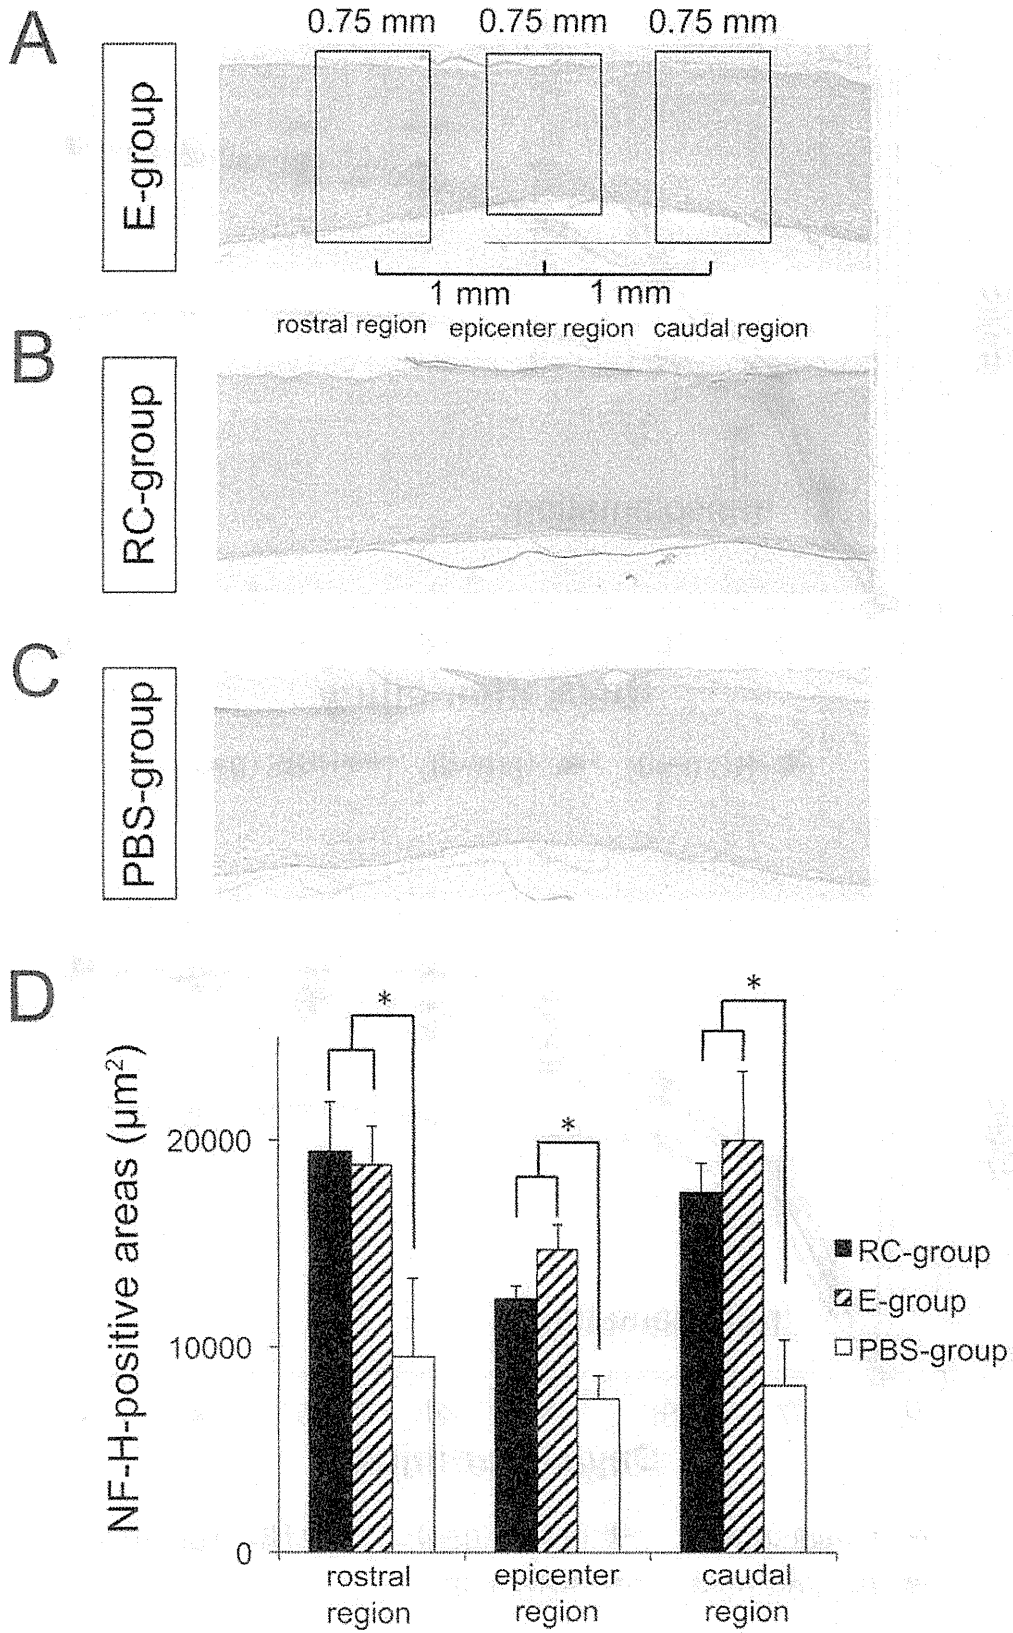 A
0.75 mm 0.75 mm 0.75 mm
E-group
1 mm 1 mm
rostral region epicenter region caudal region
B
RC-group
C
PBS-group
D
NF-H-positive areas (µm²)
20000
10000
0
*
*
*
RC-group
E-group
PBS-group
rostral region
epicenter region
caudal region